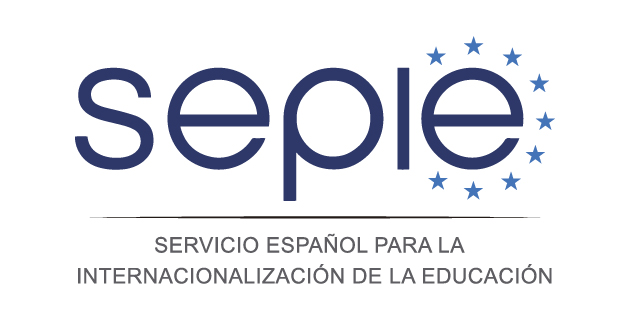 sepie
SERVICIO ESPAÑOL PARA LA
INTERNACIONALIZACIÓN DE LA EDUCACIÓN